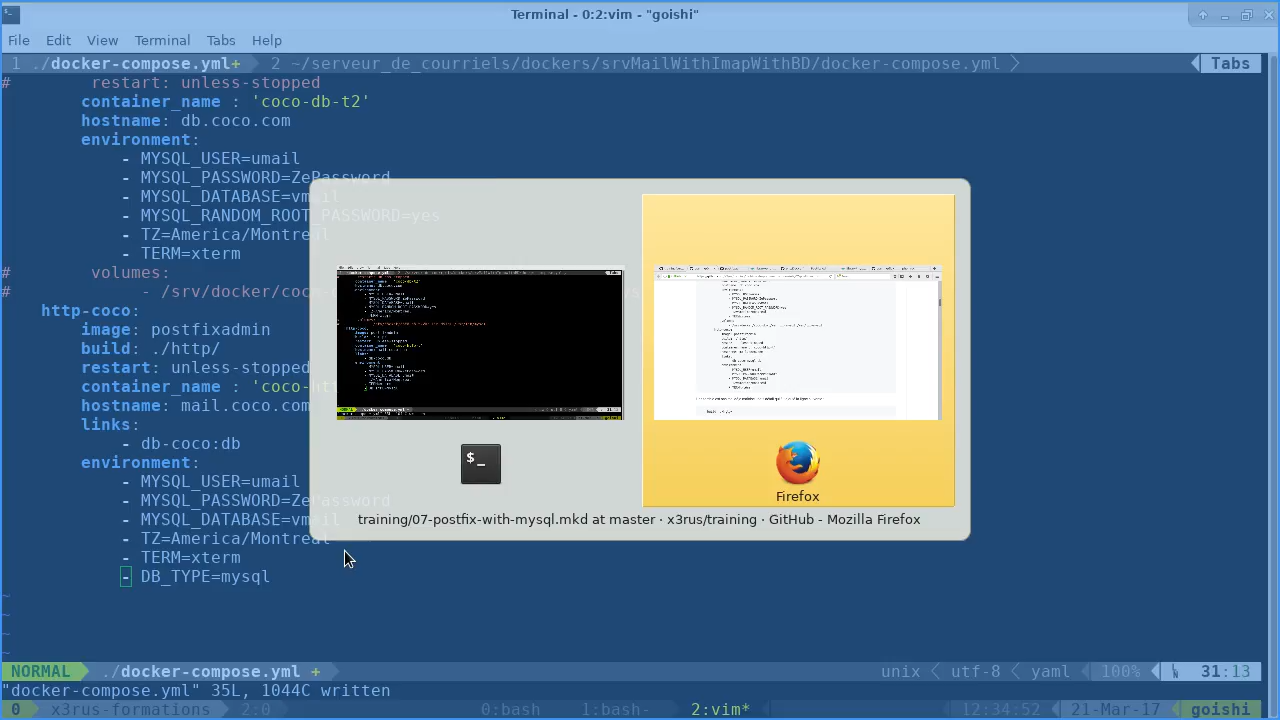 Terminal - 0:2:vim - "goishi"
File Edit View Terminal Tabs Help
1 ./docker-compose.yml+ 2 ~/serveur_de_courriels/dockers/srvMailWithImapWithBD/docker-compose.yml Tabs
# restart: unless-stopped
container_name : 'coco-db-t2'
hostname: db.coco.com
environment:
- MYSQL_USER=umail
- MYSQL_PASSWORD=ZePassword
- MYSQL_DATABASE=vmail
- MYSQL_RANDOM_ROOT_PASSWORD=yes
- TZ=America/Montreal
- TERM=xterm
# volumes:
# - /srv/docker/coco-
http-coco:
image: postfixadmin
build: ./http/
restart: unless-stopped
container_name : 'coco-htt
hostname: mail.coco.com
links:
- db-coco:db
environment:
- MYSQL_USER=umail
- MYSQL_PASSWORD=ZePassword
- MYSQL_DATABASE=vmail
- TZ=America/Montreal
- TERM=xterm
- DB_TYPE=mysql
~
~
~
~
$_
Firefox
training/07-postfix-with-mysql.mkd at master · x3rus/training · GitHub - Mozilla Firefox
NORMAL ./docker-compose.yml + unix utf-8 yaml 100% 31:13
"docker-compose.yml" 35L, 1044C written
0 x3rus-formations 2:0 0:bash 1:bash- 2:vim* 12:34:52 21-Mar-17 goishi